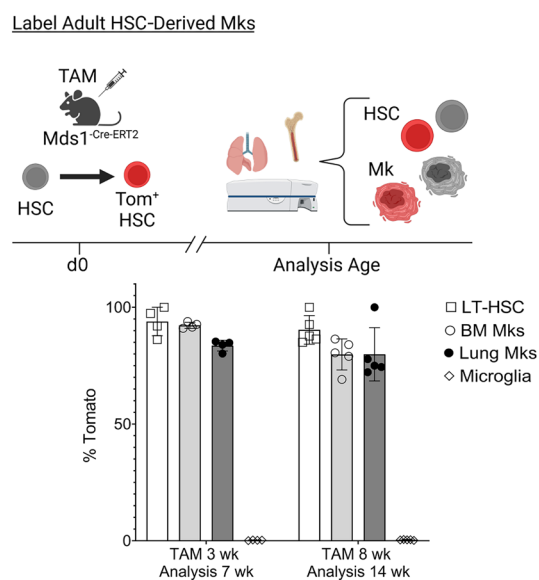 Label Adult HSC-Derived Mks
TAM
Mds1-Cre-ERT2
HSC
Tom+
HSC
HSC
Mk
d0
Analysis Age
% Tomato
100
50
0
LT-HSC
BM Mks
Lung Mks
Microglia
TAM 3 wk
Analysis 7 wk
TAM 8 wk
Analysis 14 wk